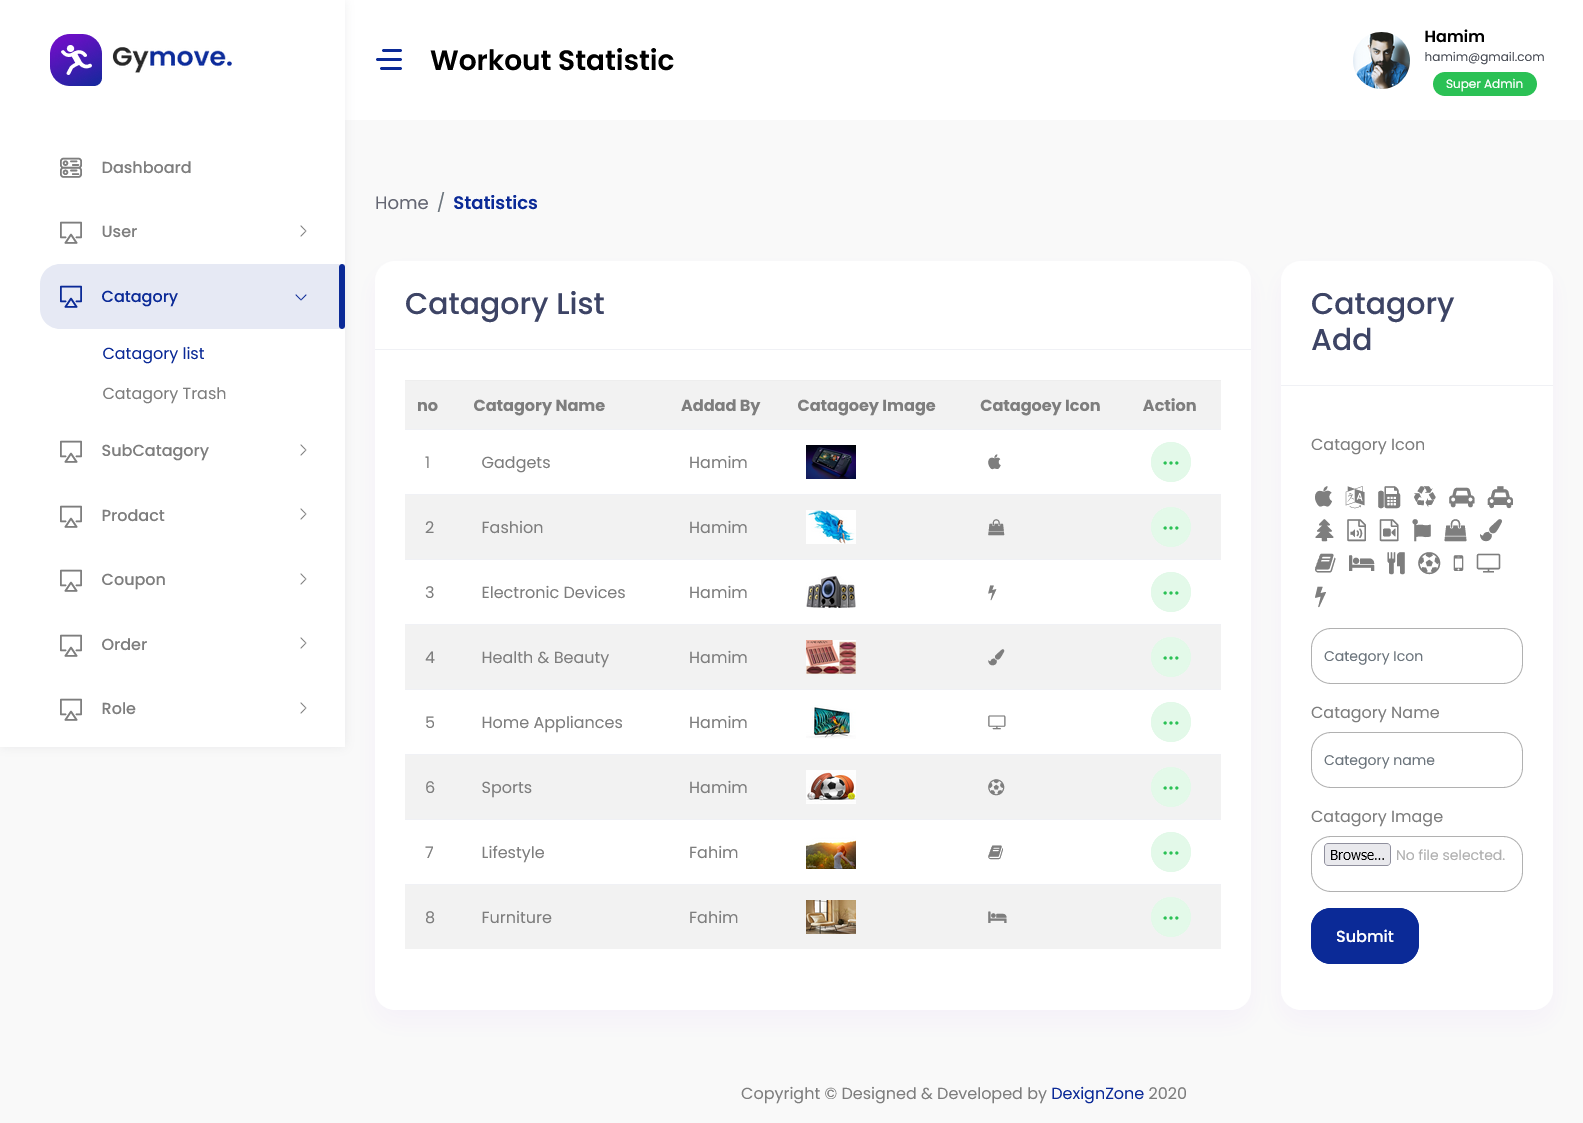 Gymove.
Workout Statistic
Hamim
hamim@gmail.com
Super Admin
Dashboard
User
Catagory
Catagory list
Catagory Trash
SubCatagory
Prodact
Coupon
Order
Role
Home / Statistics
Catagory List
no Catagory Name Addad By Catagoey Image Catagoey Icon Action
1 Gadgets Hamim
2 Fashion Hamim
3 Electronic Devices Hamim
4 Health & Beauty Hamim
5 Home Appliances Hamim
6 Sports Hamim
7 Lifestyle Fahim
8 Furniture Fahim
Catagory
Add
Catagory Icon
Category Icon
Catagory Name
Category name
Catagory Image
Browse... No file selected.
Submit
Copyright © Designed & Developed by DexignZone 2020